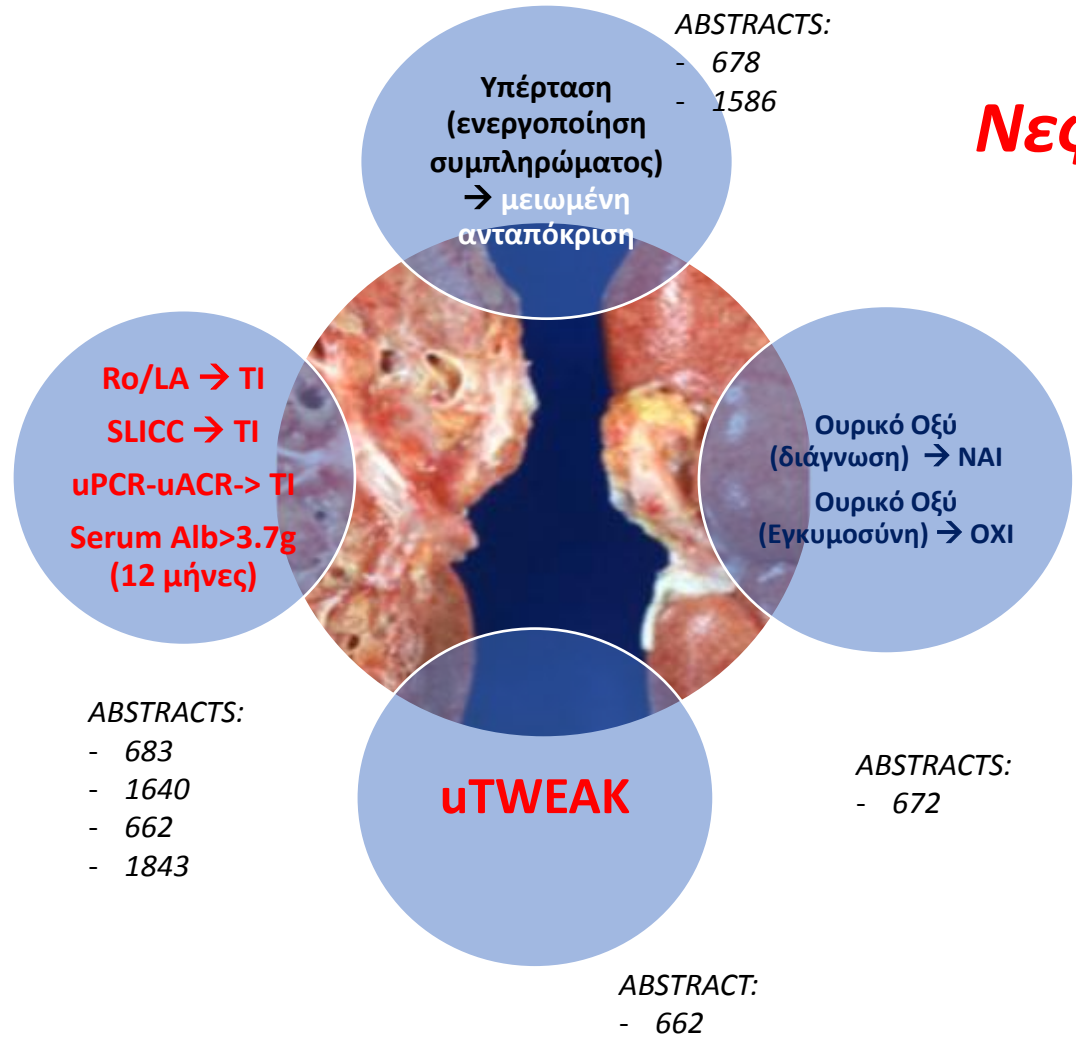 ABSTRACTS:
- 678
- 1586
Υπέρταση
(ενεργοποίηση
συμπληρώματος)
→ μειωμένη
ανταπόκριση
Νεφ
Ro/LA → TI
SLICC → TI
uPCR-uACR-> TI
Serum Alb>3.7g
(12 μήνες)
Ουρικό Οξύ
(διάγνωση) → ΝΑΙ
Ουρικό Οξύ
(Εγκυμοσύνη) → ΟΧΙ
ABSTRACTS:
- 683
- 1640
- 662
- 1843
uTWEAK
ABSTRACTS:
- 672
ABSTRACT:
- 662